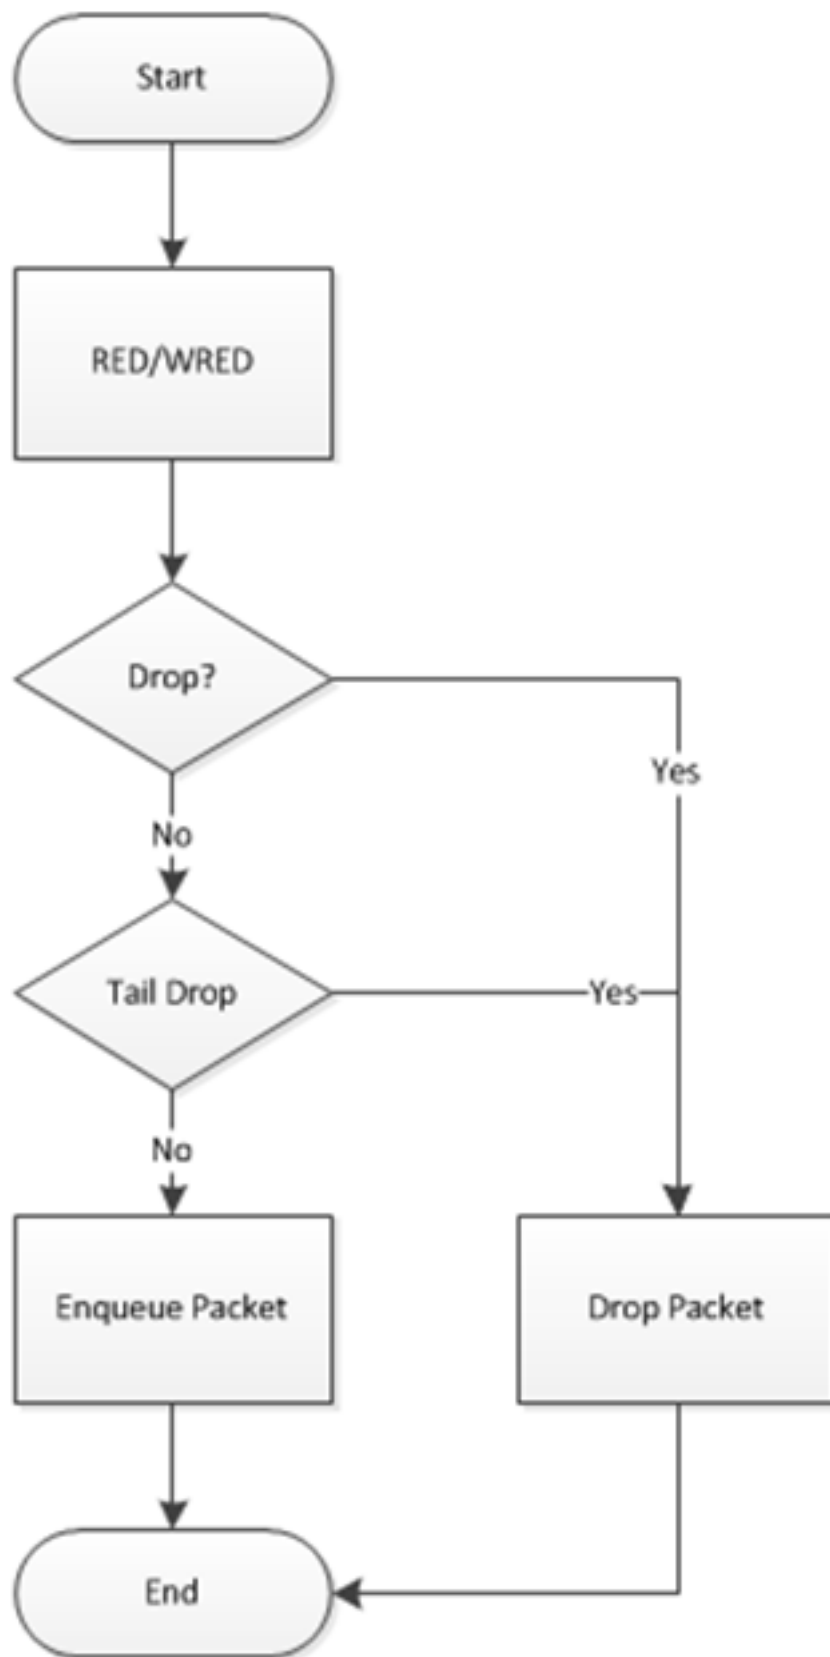 Start
RED/WRED
Drop?
Yes
No
Tail Drop
Yes
No
Enqueue Packet
Drop Packet
End